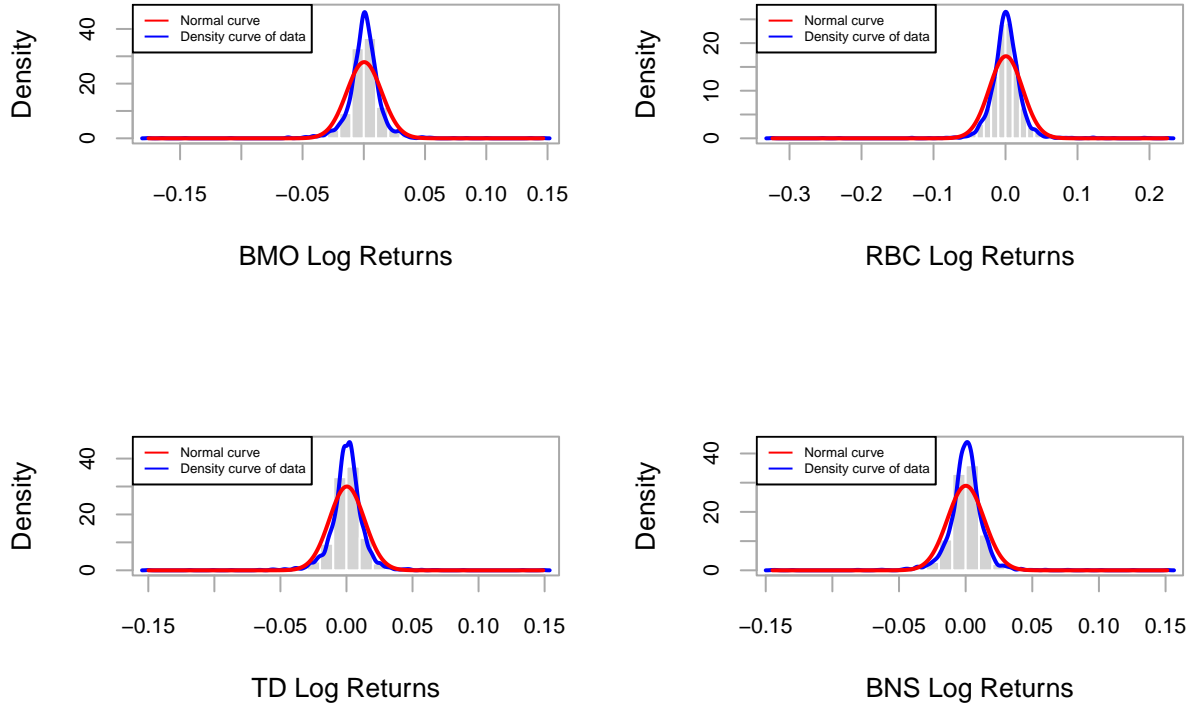 Density
0 20 40
Normal curve
Density curve of data
−0.15 −0.05 0.05 0.10 0.15
BMO Log Returns
Density
0 10 20
Normal curve
Density curve of data
−0.3 −0.2 −0.1 0.0 0.1 0.2
RBC Log Returns
Density
0 20 40
Normal curve
Density curve of data
−0.15 −0.05 0.00 0.05 0.10 0.15
TD Log Returns
Density
0 20 40
Normal curve
Density curve of data
−0.15 −0.05 0.00 0.05 0.10 0.15
BNS Log Returns